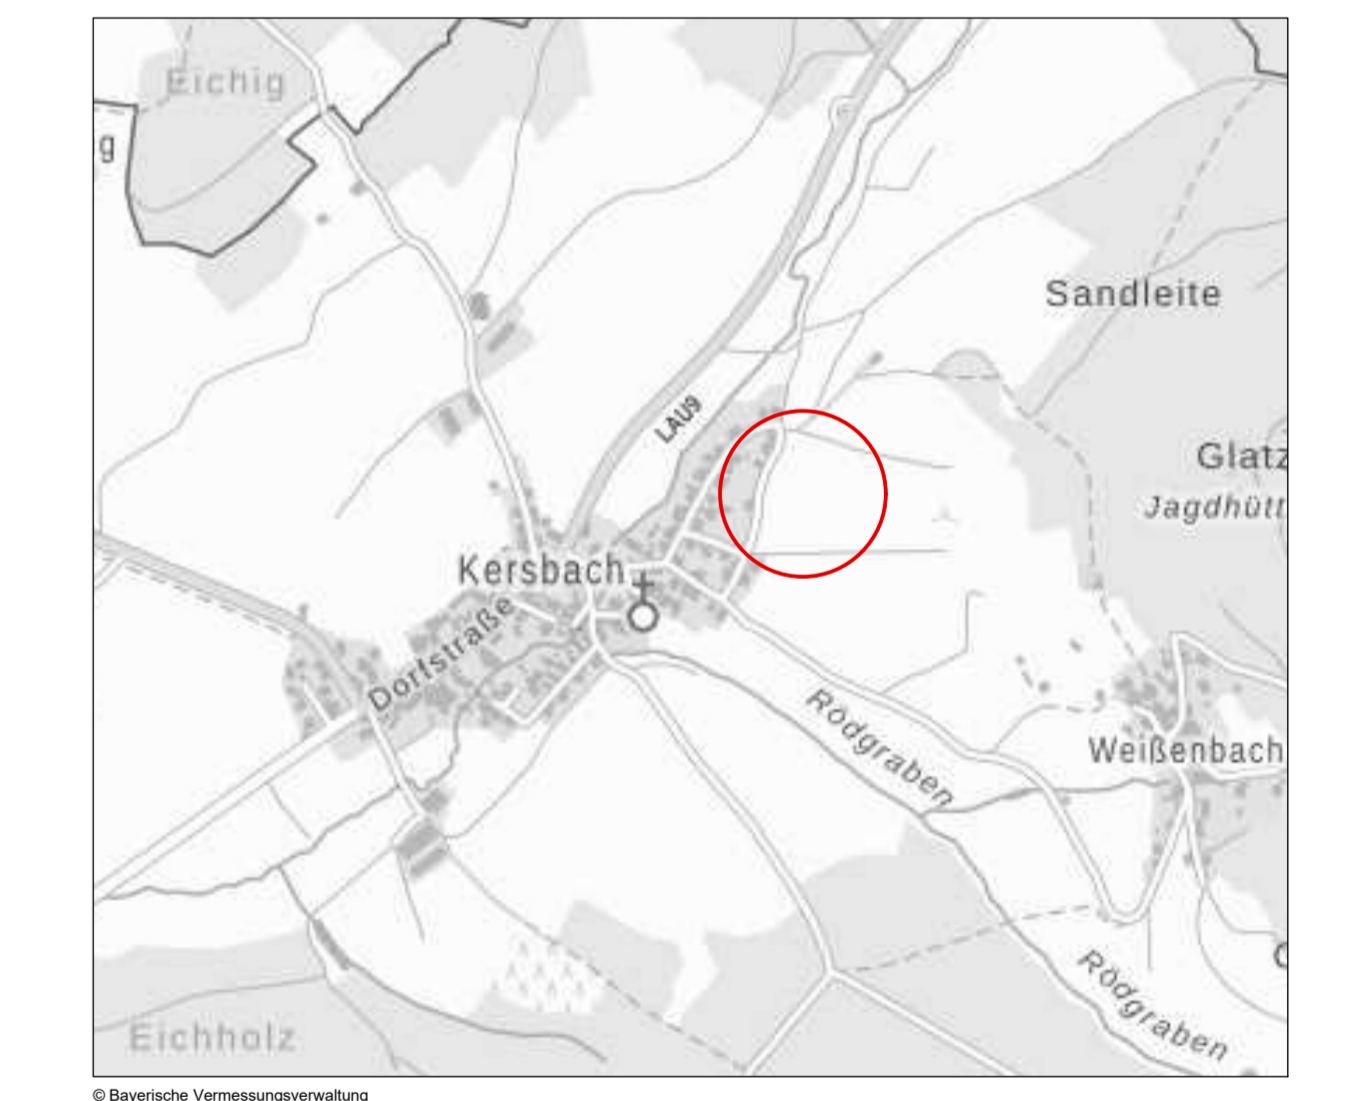 Eichig
g
Sandleite
LAU9
Glatz
Jagdhütt
Kersbach
Dorfstraße
Rödgraben
Weißenbach
Rödgraben
Eichholz
© Bayerische Vermessungsverwaltung